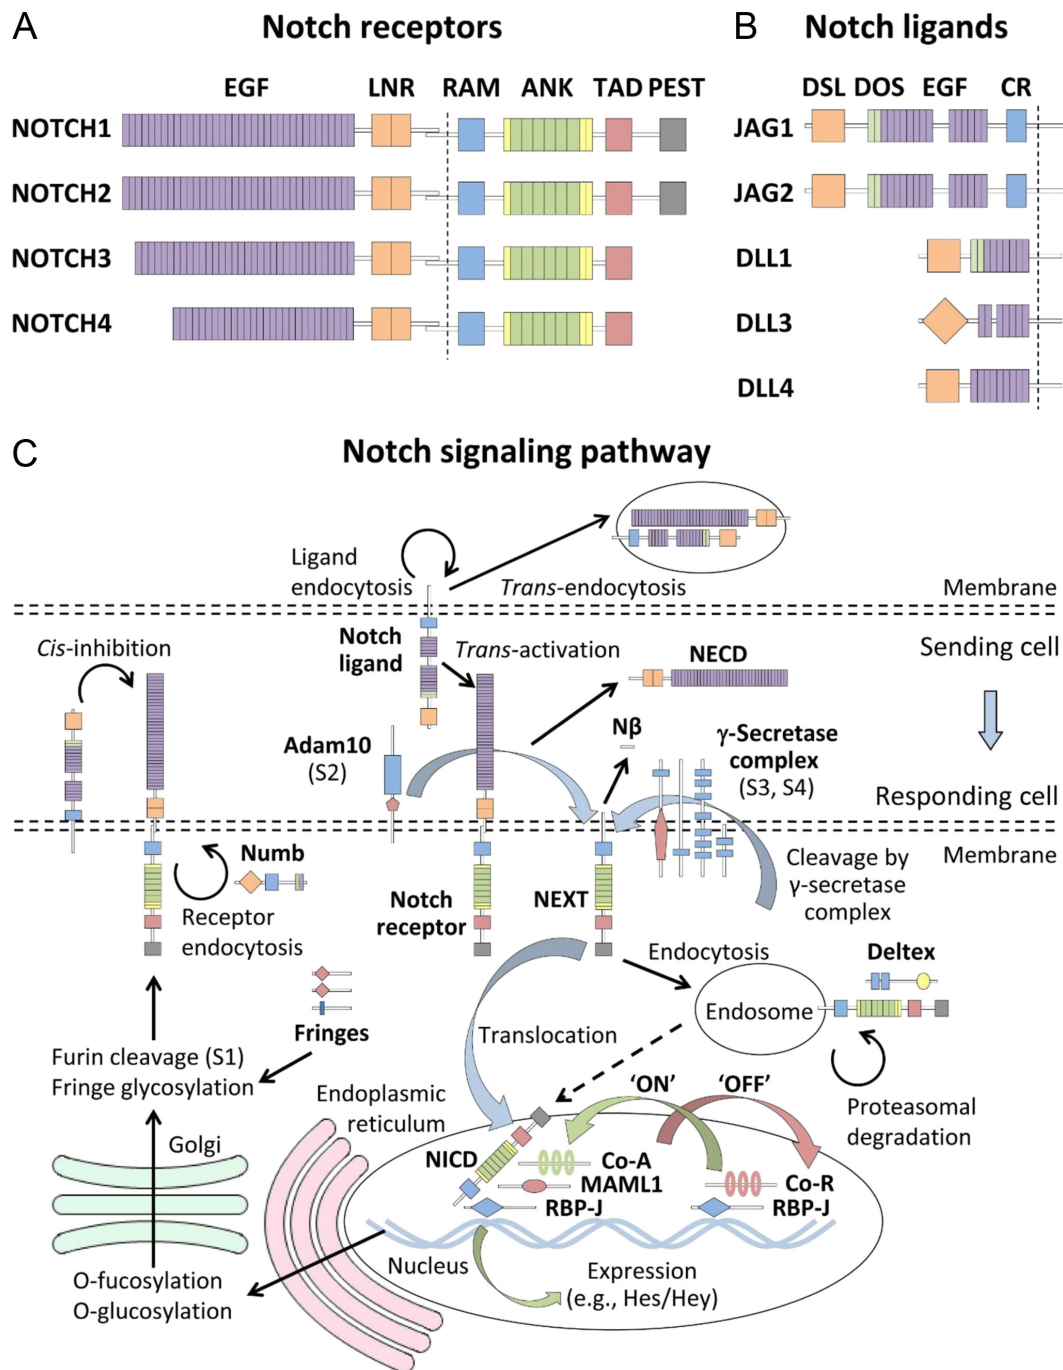 A
Notch receptors
EGF LNR RAM ANK TAD PEST
NOTCH1
NOTCH2
NOTCH3
NOTCH4
B
Notch ligands
DSL DOS EGF CR
JAG1
JAG2
DLL1
DLL3
DLL4
C
Notch signaling pathway
Ligand
endocytosis
Trans-endocytosis
Membrane
Cis-inhibition
Notch
ligand
Trans-activation
NECD
Sending cell
Adam10
(S2)
Nβ
γ-Secretase
complex
(S3, S4)
Responding cell
Membrane
Numb
Receptor
endocytosis
Notch
receptor
NEXT
Cleavage by
γ-secretase
complex
Endocytosis
Deltex
Endosome
Fringes
Translocation
Furin cleavage (S1)
Fringe glycosylation
Proteasomal
degradation
'ON'
'OFF'
Endoplasmic
reticulum
Golgi
NICD
Co-A
MAML1
RBP-J
Co-R
RBP-J
Nucleus
Expression
(e.g., Hes/Hey)
O-fucosylation
O-glucosylation